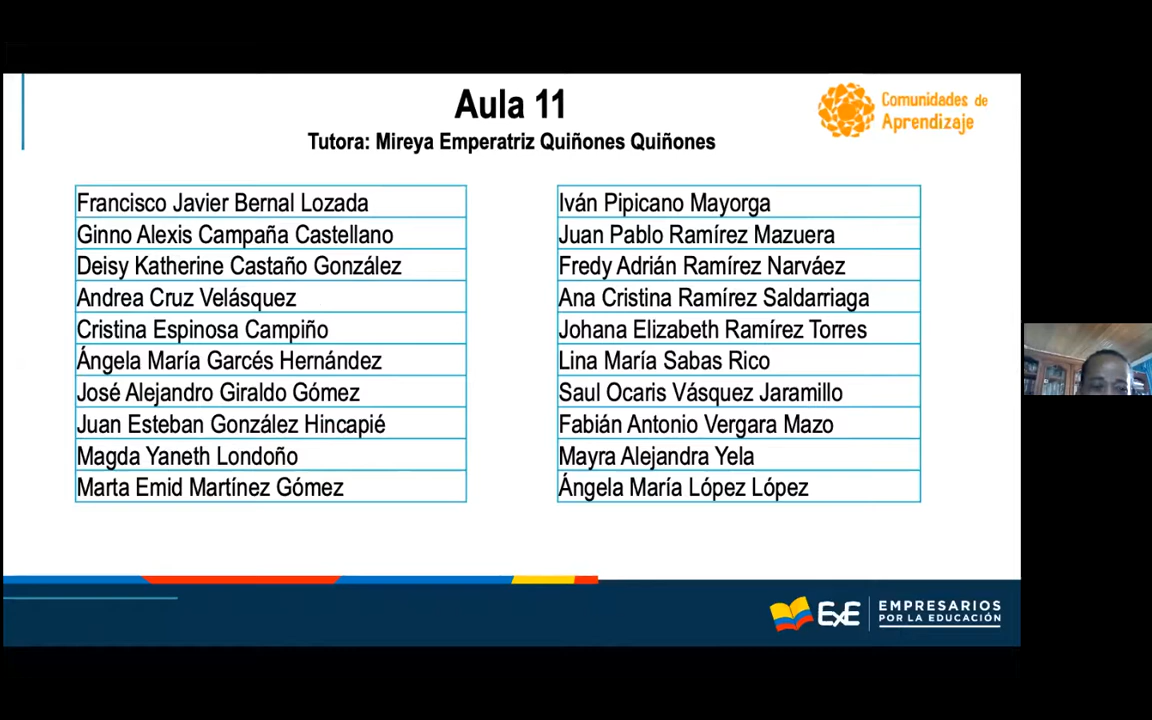 Aula 11
Tutora: Mireya Emperatriz Quiñones Quiñones
Comunidades de
Aprendizaje
Francisco Javier Bernal Lozada
Ginno Alexis Campaña Castellano
Deisy Katherine Castaño González
Andrea Cruz Velásquez
Cristina Espinosa Campiño
Ángela María Garcés Hernández
José Alejandro Giraldo Gómez
Juan Esteban González Hincapié
Magda Yaneth Londoño
Marta Emid Martínez Gómez
Iván Pipicano Mayorga
Juan Pablo Ramírez Mazuera
Fredy Adrián Ramírez Narváez
Ana Cristina Ramírez Saldarriaga
Johana Elizabeth Ramírez Torres
Lina María Sabas Rico
Saul Ocaris Vásquez Jaramillo
Fabián Antonio Vergara Mazo
Mayra Alejandra Yela
Ángela María López López
ExE
EMPRESARIOS
POR LA EDUCACIÓN